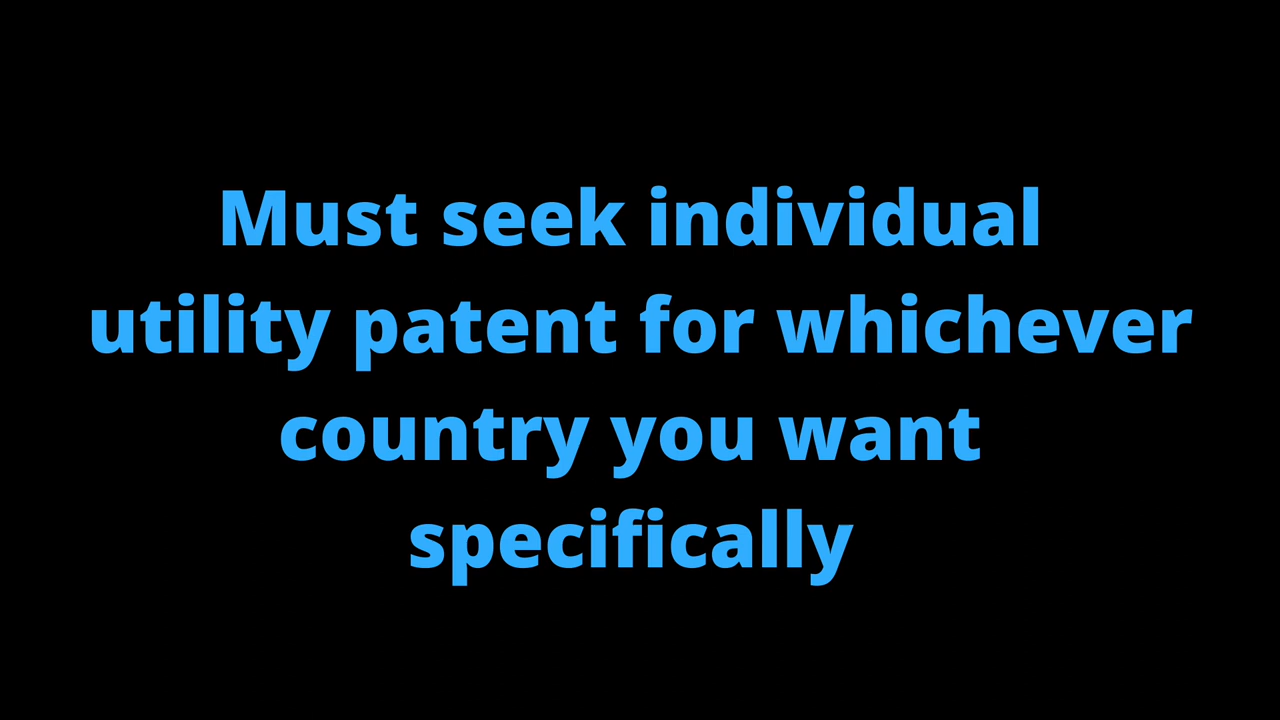 Must seek individual
utility patent for whichever
country you want
specifically